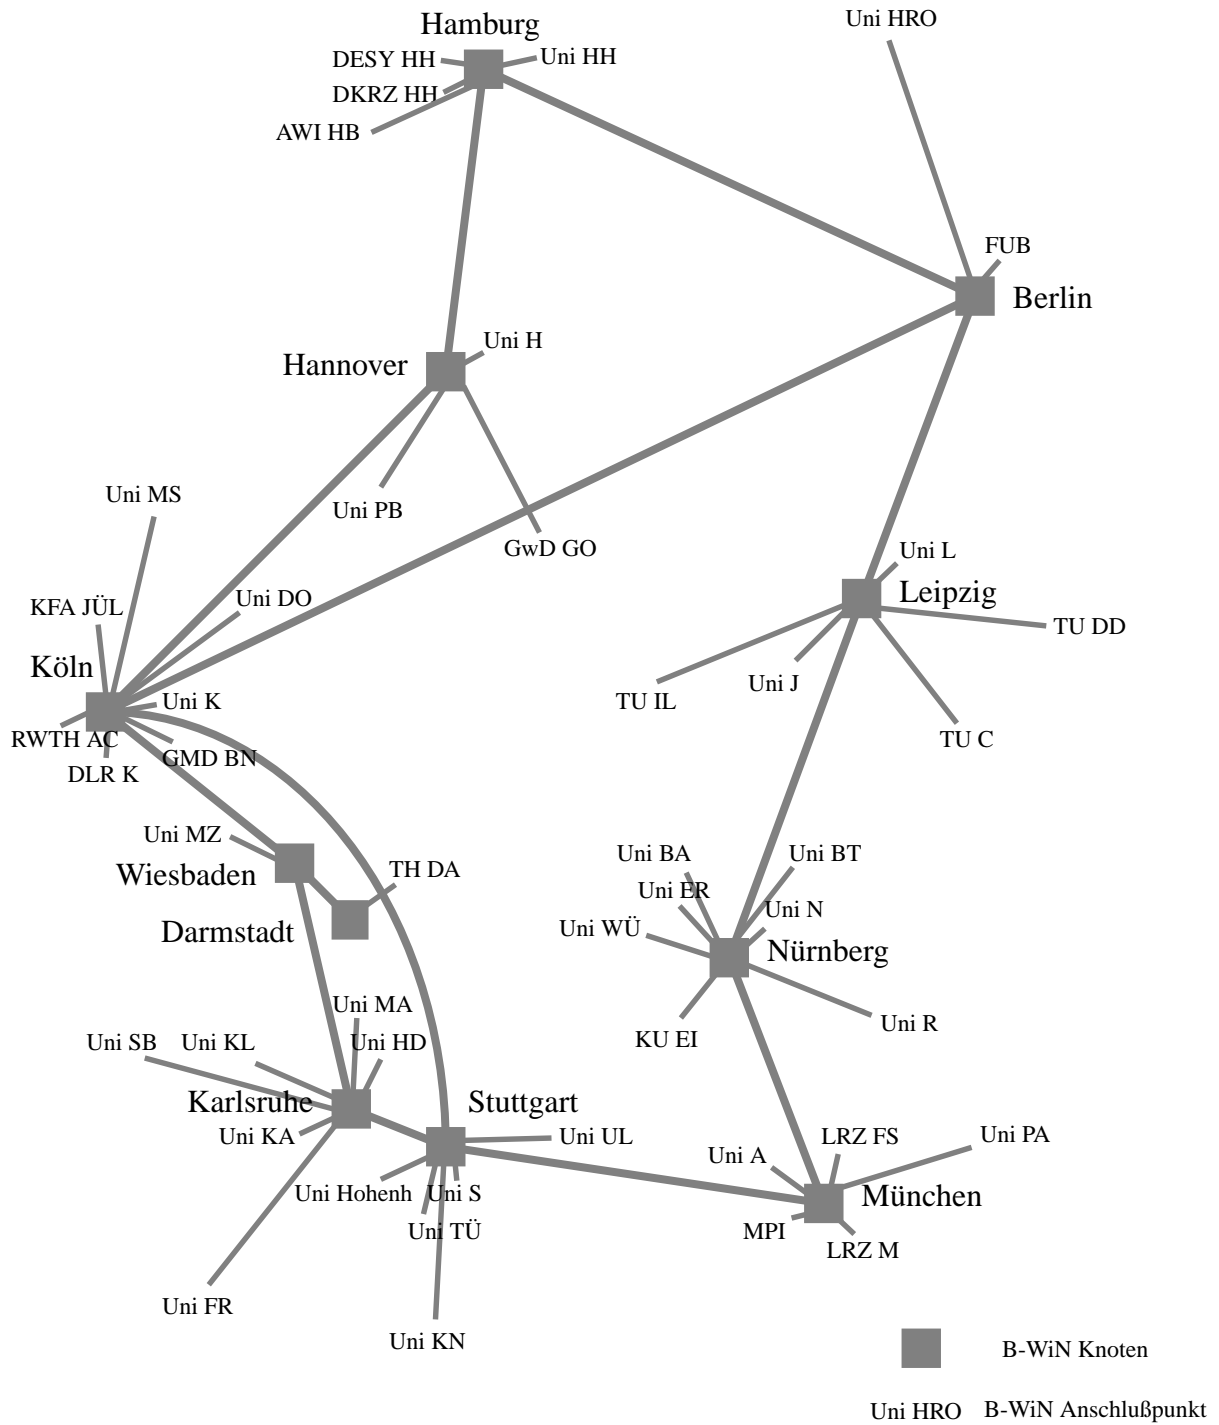 Uni HRO
Hamburg
DESY HH
Uni HH
DKRZ HH
AWI HB
FUB
Berlin
Uni H
Hannover
Uni MS
Uni PB
GwD GO
Uni L
Leipzig
Uni DO
KFA JÜL
TU DD
Köln
Uni J
TU IL
Uni K
RWTH AC
TU C
GMD BN
DLR K
Uni MZ
Uni BA
Uni BT
TH DA
Wiesbaden
Uni ER
Uni N
Uni WÜ
Darmstadt
Nürnberg
Uni MA
Uni R
Uni SB
Uni KL
Uni HD
KU EI
Karlsruhe
Stuttgart
Uni KA
Uni UL
LRZ FS
Uni PA
Uni A
Uni Hohenh
Uni S
München
Uni TÜ
MPI
LRZ M
Uni FR
Uni KN
B-WiN Knoten
Uni HRO
B-WiN Anschlußpunkt